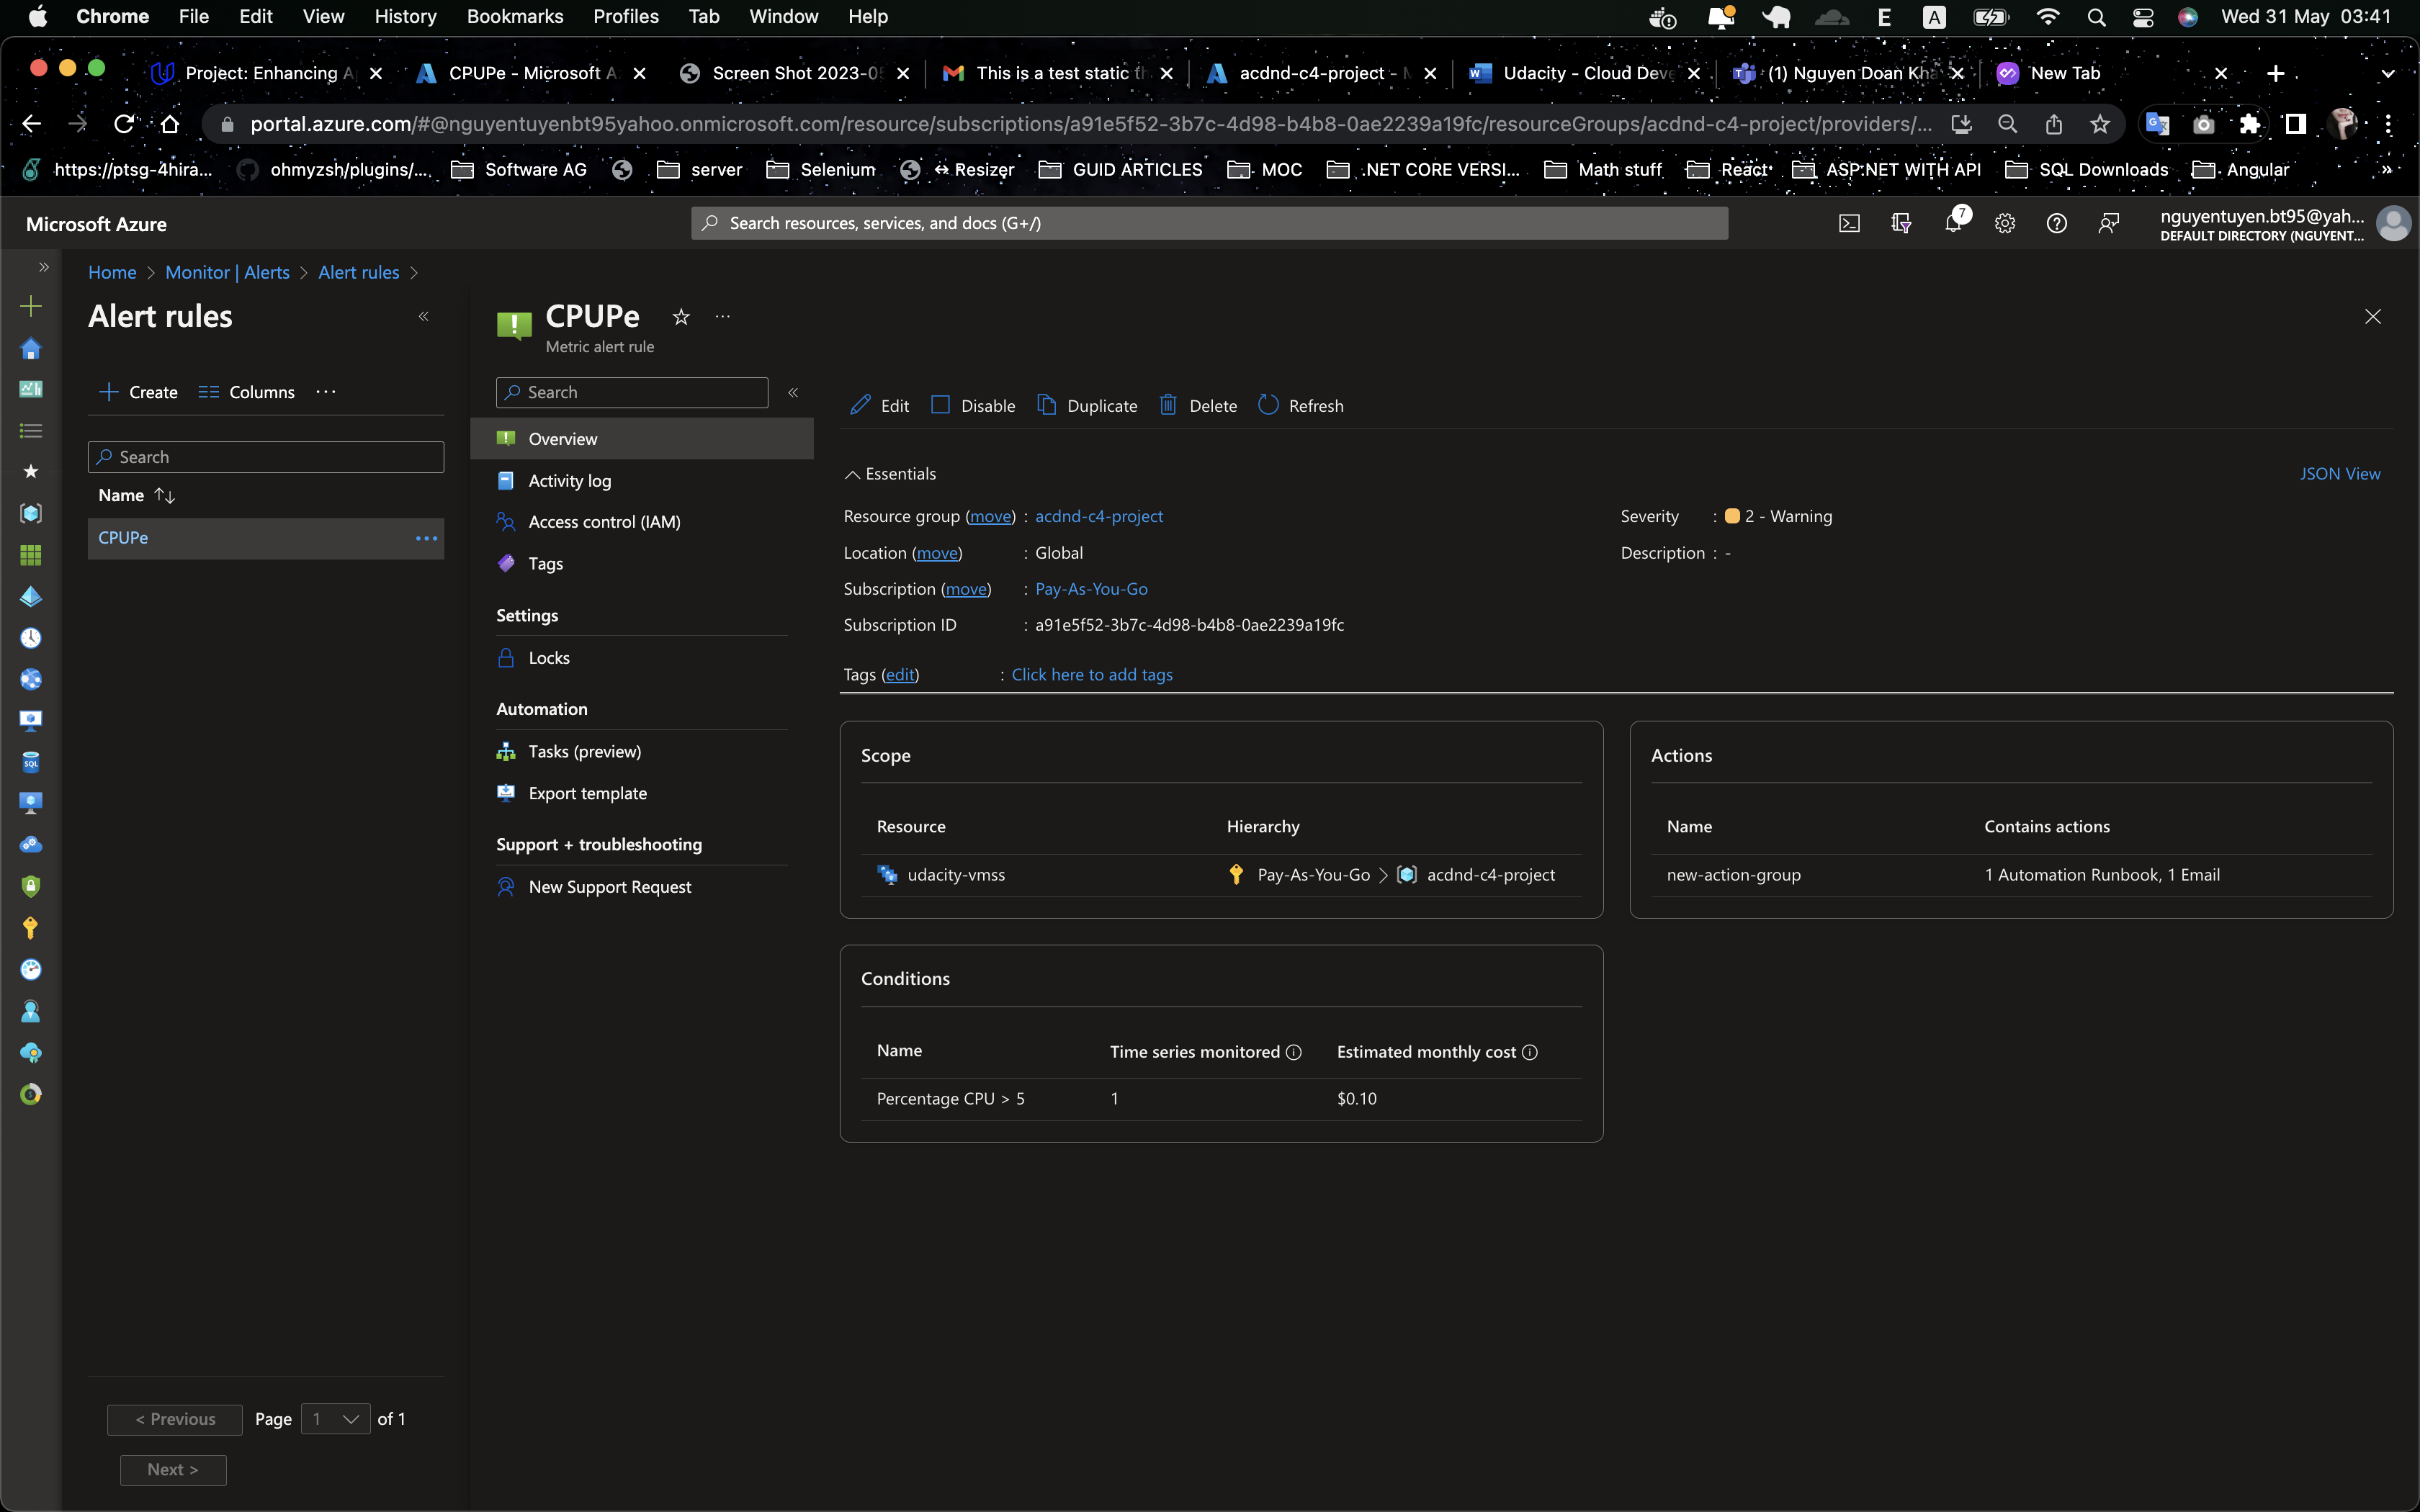 Chrome File Edit View History Bookmarks Profiles Tab Window Help E A Wed 31 May 03:41
Project: Enhancing A CPUPe - Microsoft A Screen Shot 2023-0 This is a test static th acdnd-c4-project - M Udacity - Cloud Deve (1) Nguyen Doan Kha New Tab
portal.azure.com/#@nguyentuyenbt95yahoo.onmicrosoft.com/resource/subscriptions/a91e5f52-3b7c-4d98-b4b8-0ae2239a19fc/resourceGroups/acdnd-c4-project/providers/...
https://ptsg-4hira... ohmyzsh/plugins/... Software AG server Selenium ↔ Resizer GUID ARTICLES MOC .NET CORE VERSI... Math stuff React ASP.NET WITH API SQL Downloads Angular »
Microsoft Azure
Search resources, services, and docs (G+/)
7
nguyentuyen.bt95@yah...
DEFAULT DIRECTORY (NGUYENT...
Home > Monitor | Alerts > Alert rules >
Alert rules
Create Columns ...
Search
Name ↑↓
CPUPe ...
< Previous Page 1 of 1
Next >
CPUPe ...
Metric alert rule
Search
Overview
Activity log
Access control (IAM)
Tags
Settings
Locks
Automation
Tasks (preview)
Export template
Support + troubleshooting
New Support Request
Edit Disable Duplicate Delete Refresh
Essentials JSON View
Resource group (move) : acdnd-c4-project
Location (move) : Global
Subscription (move) : Pay-As-You-Go
Subscription ID : a91e5f52-3b7c-4d98-b4b8-0ae2239a19fc
Tags (edit) : Click here to add tags
Severity : 2 - Warning
Description : -
Scope
Resource Hierarchy
udacity-vmss Pay-As-You-Go > acdnd-c4-project
Actions
Name Contains actions
new-action-group 1 Automation Runbook, 1 Email
Conditions
Name Time series monitored Estimated monthly cost
Percentage CPU > 5 1 $0.10